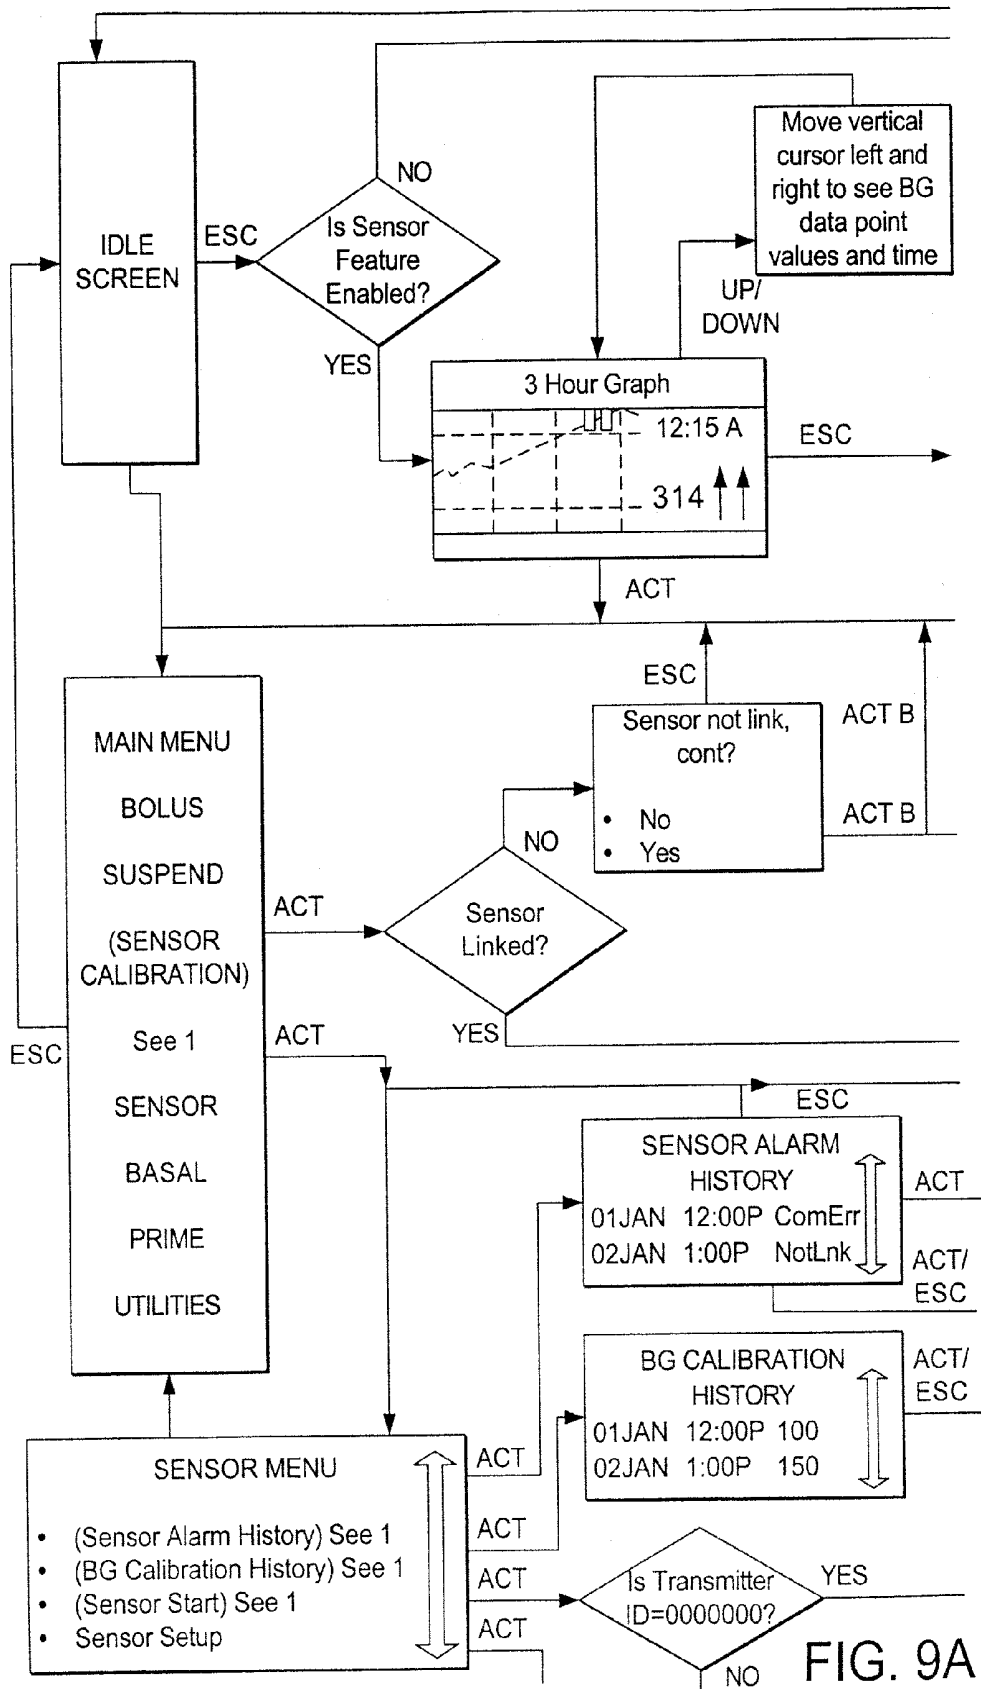 NO
Move vertical
cursor left and
right to see BG
data point
values and time
IDLE
SCREEN
ESC
Is Sensor
Feature
Enabled?
UP/
DOWN
YES
3 Hour Graph
12:15 A
314
ESC
ACT
ESC
MAIN MENU
BOLUS
SUSPEND
(SENSOR
CALIBRATION)
See 1
SENSOR
BASAL
PRIME
UTILITIES
Sensor not link,
cont?
• No
• Yes
ACT B
ACT B
NO
ACT
Sensor
Linked?
YES
ACT
ESC
ESC
SENSOR ALARM
HISTORY
01JAN 12:00P ComErr
02JAN 1:00P NotLnk
ACT
ACT/
ESC
BG CALIBRATION
HISTORY
01JAN 12:00P 100
02JAN 1:00P 150
ACT/
ESC
SENSOR MENU
• (Sensor Alarm History) See 1
• (BG Calibration History) See 1
• (Sensor Start) See 1
• Sensor Setup
ACT
ACT
ACT
ACT
Is Transmitter
ID=0000000?
YES
NO
FIG. 9A